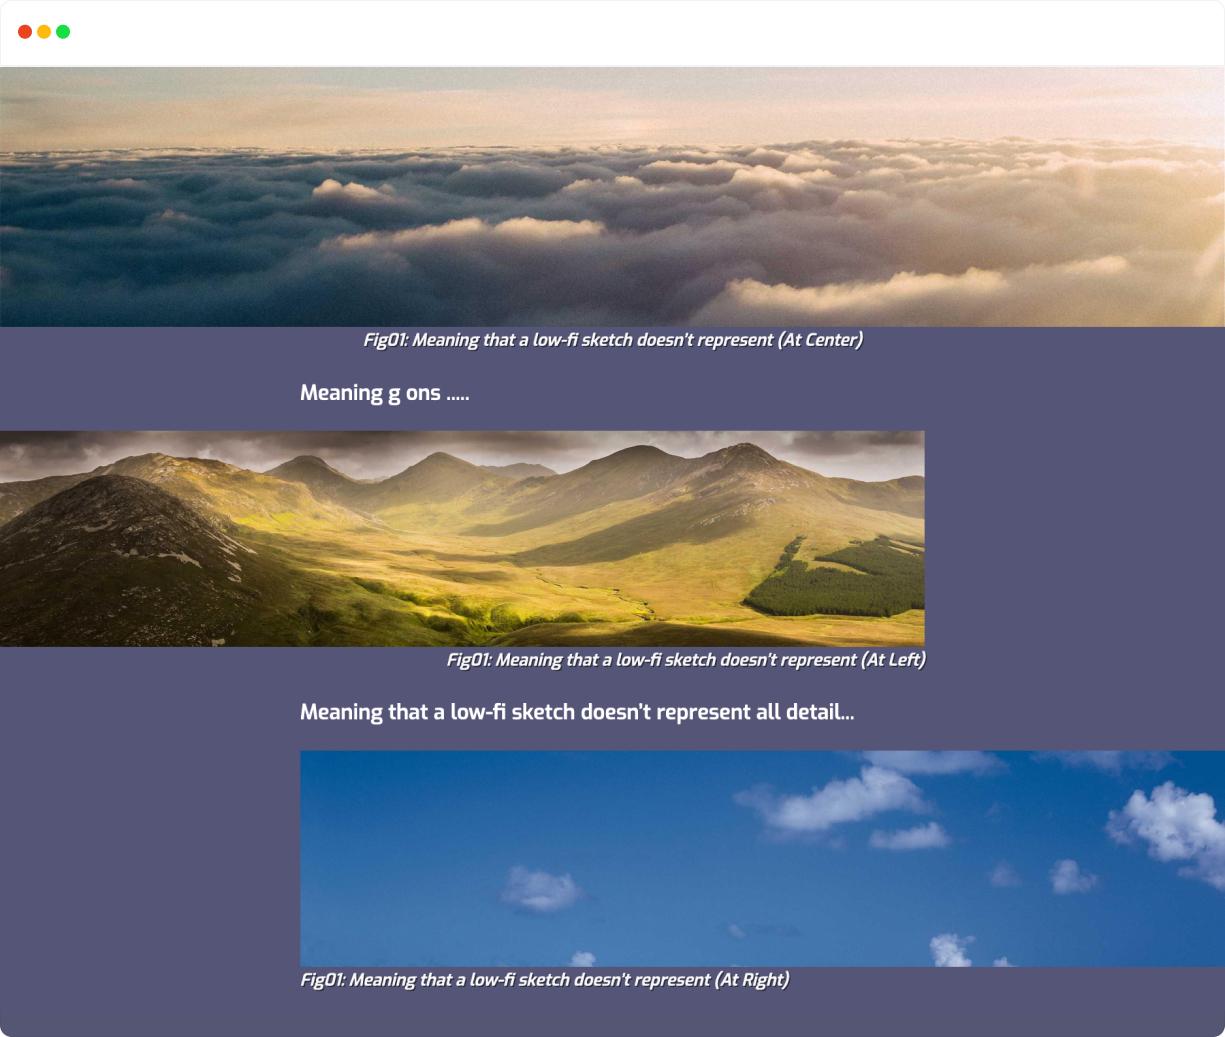 Fig01: Meaning that a low-fi sketch doesn't represent (At Center)
Meaning g ons .....
Fig01: Meaning that a low-fi sketch doesn't represent (At Left)
Meaning that a low-fi sketch doesn't represent all detail...
Fig01: Meaning that a low-fi sketch doesn't represent (At Right)